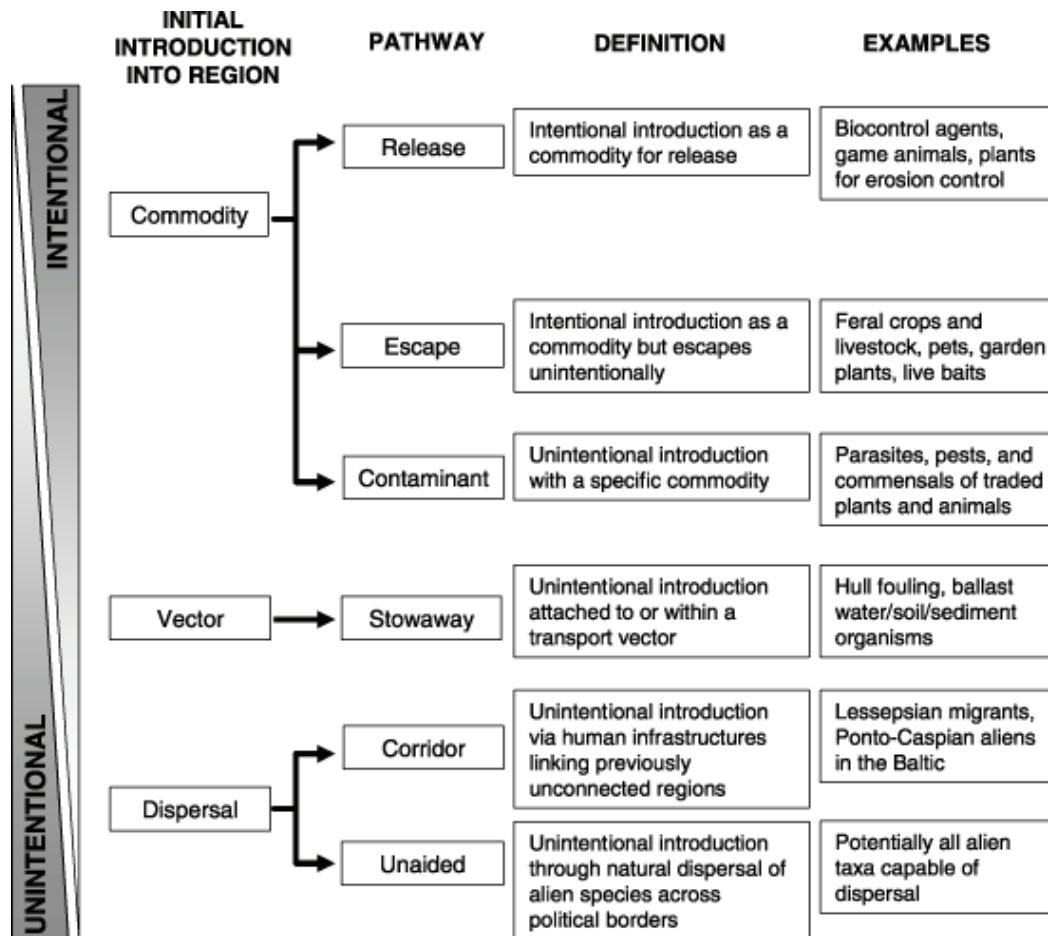 INITIAL
INTRODUCTION
INTO REGION
PATHWAY
DEFINITION
EXAMPLES
INTENTIONAL
UNINTENTIONAL
Commodity
Release
Intentional introduction as a
commodity for release
Biocontrol agents,
game animals, plants
for erosion control
Escape
Intentional introduction as a
commodity but escapes
unintentionally
Feral crops and
livestock, pets, garden
plants, live baits
Contaminant
Unintentional introduction
with a specific commodity
Parasites, pests, and
commensals of traded
plants and animals
Vector
Stowaway
Unintentional introduction
attached to or within a
transport vector
Hull fouling, ballast
water/soil/sediment
organisms
Dispersal
Corridor
Unintentional introduction
via human infrastructures
linking previously
unconnected regions
Lessepsian migrants,
Ponto-Caspian aliens
in the Baltic
Unaided
Unintentional introduction
through natural dispersal of
alien species across
political borders
Potentially all alien
taxa capable of
dispersal